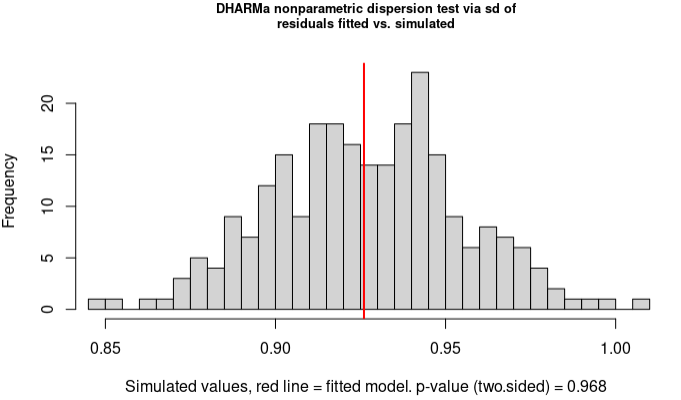 DHARMa nonparametric dispersion test via sd of
residuals fitted vs. simulated
Frequency
20
15
10
5
0
0.85 0.90 0.95 1.00
Simulated values, red line = fitted model. p-value (two.sided) = 0.968